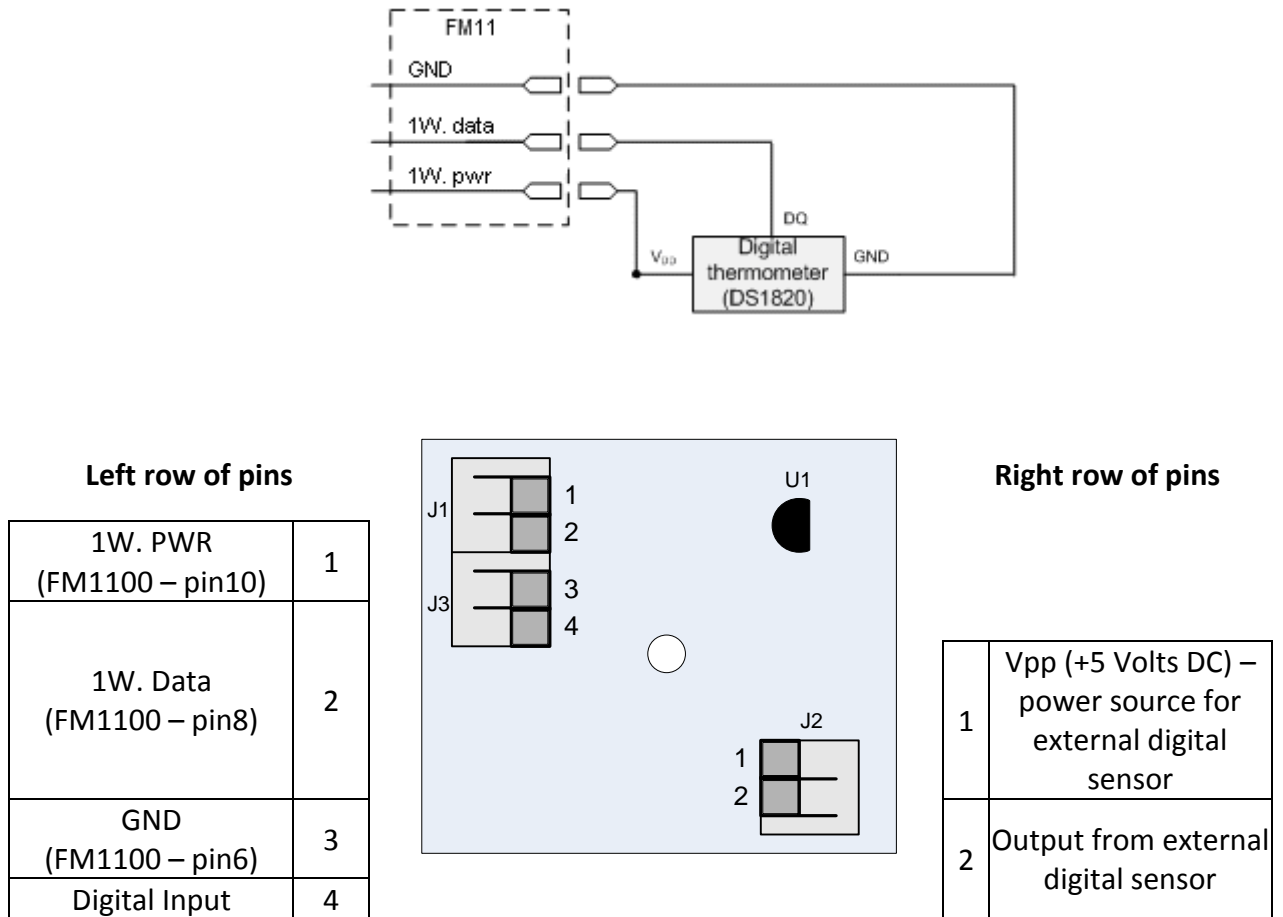 FM11
GND
1W. data
1W. pwr
DQ
VDD
Digital
thermometer
(DS1820)
GND
Left row of pins
1W. PWR
(FM1100 – pin10)
1
1W. Data
(FM1100 – pin8)
2
GND
(FM1100 – pin6)
3
Digital Input
4
J1
1
2
J3
3
4
U1
J2
1
2
Right row of pins
1
Vpp (+5 Volts DC) –
power source for
external digital
sensor
2
Output from external
digital sensor